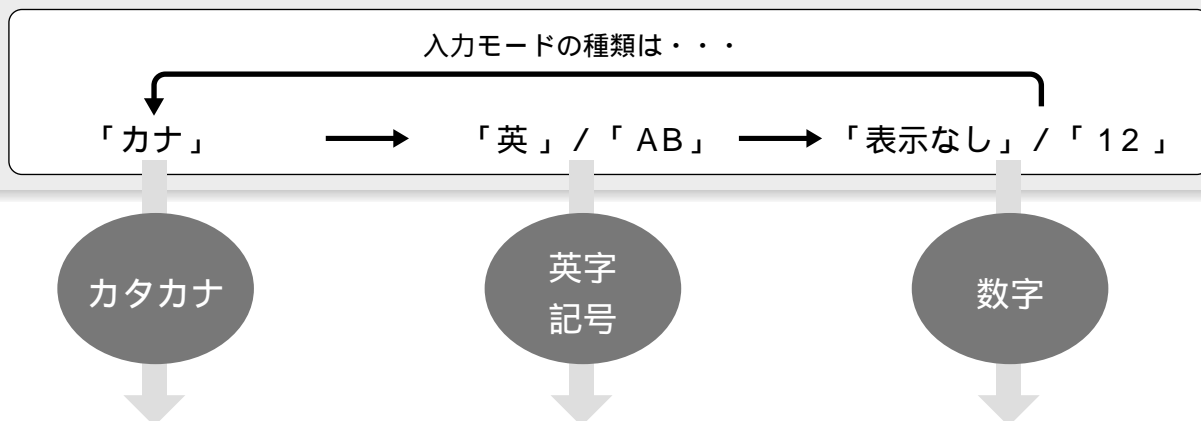 入力モードの種類は・・・
「カナ」 「英」/「AB」 「表示なし」/「12」
カタカナ
英字
記号
数字